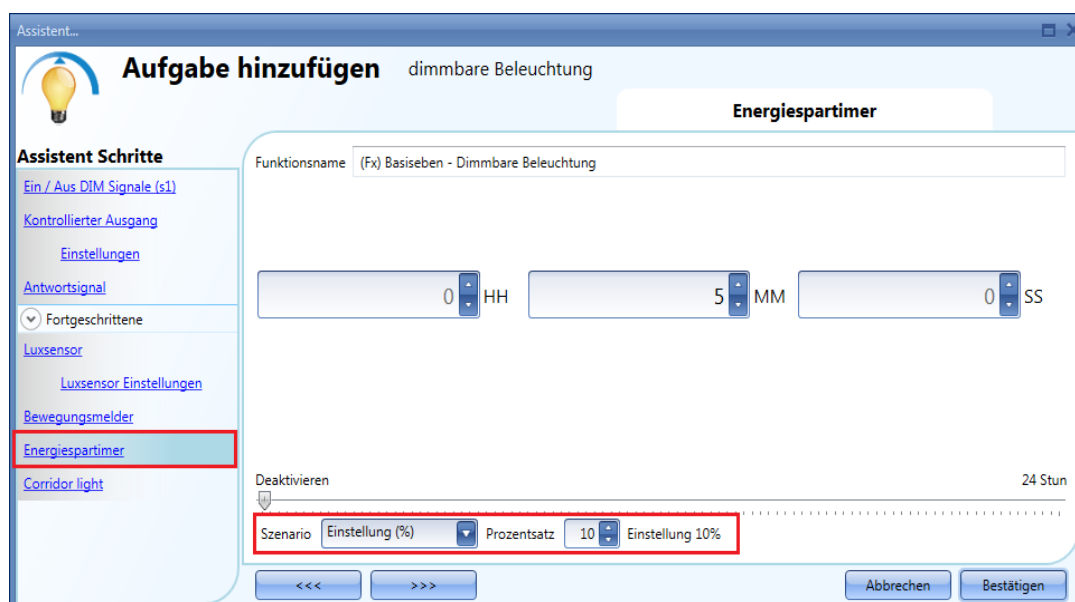 Assistent...
Aufgabe hinzufügen dimmbare Beleuchtung
Energiespartimer
Assistent Schritte
Ein / Aus DIM Signale (s1)
Kontrollierter Ausgang
Einstellungen
Antwortsignal
Fortgeschrittene
Luxsensor
Luxsensor Einstellungen
Bewegungsmelder
Energiespartimer
Corridor light
Funktionsname (Fx) Basiseben - Dimmbare Beleuchtung
0 HH 5 MM 0 SS
Deaktivieren 24 Stun
Szenario Einstellung (%) Prozentsatz 10 Einstellung 10%
<<< >>> Abbrechen Bestätigen